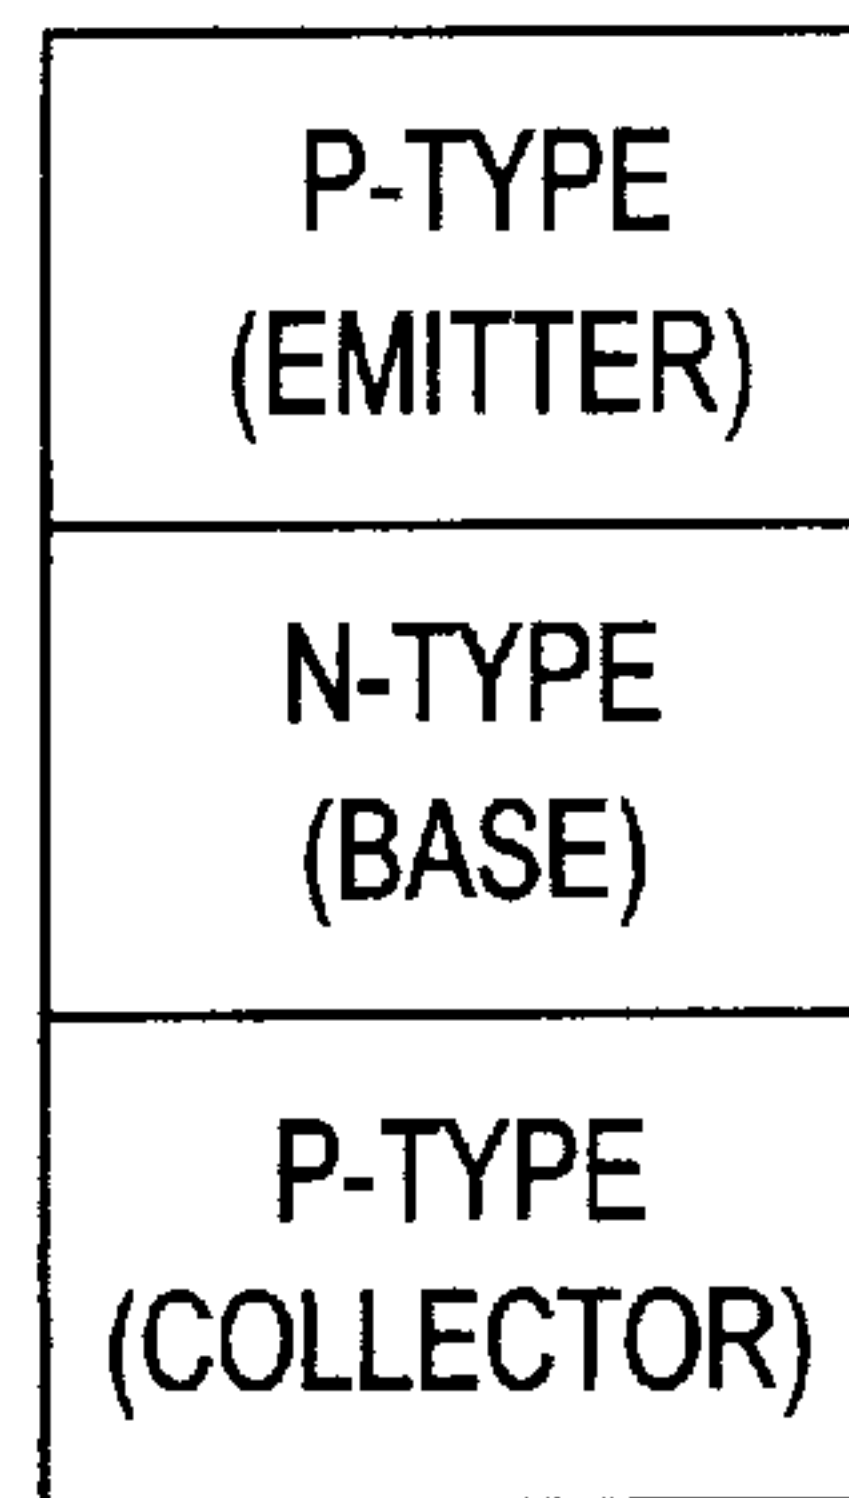 P-TYPE
(EMITTER)
N-TYPE
(BASE)
P-TYPE
(COLLECTOR)